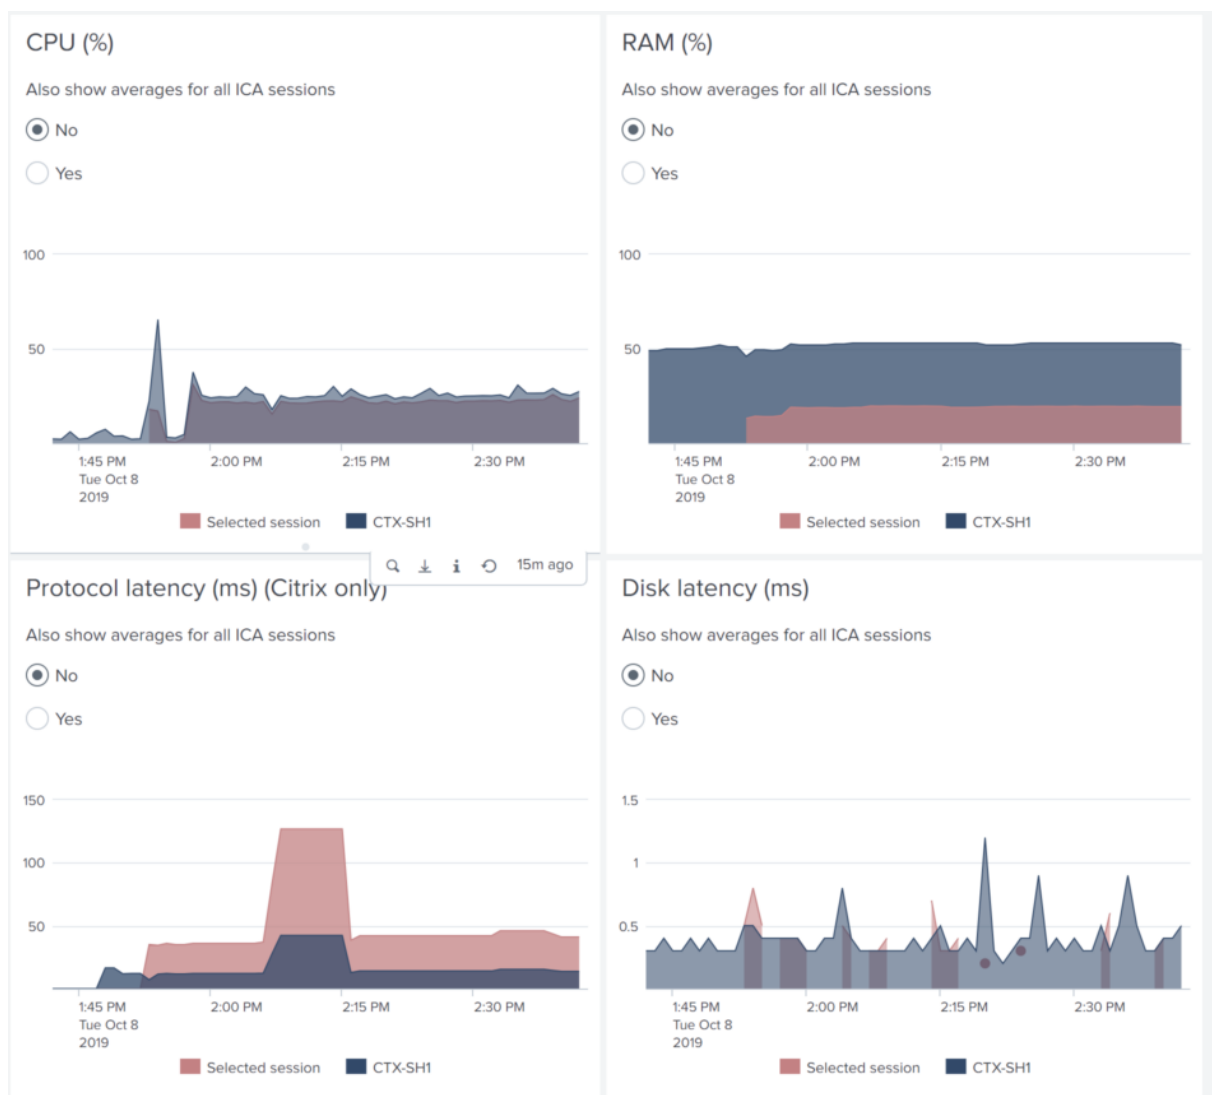 CPU (%)
Also show averages for all ICA sessions
No
Yes
100
50
1:45 PM
Tue Oct 8
2019
2:00 PM
2:15 PM
2:30 PM
Selected session
CTX-SH1
RAM (%)
Also show averages for all ICA sessions
No
Yes
100
50
1:45 PM
Tue Oct 8
2019
2:00 PM
2:15 PM
2:30 PM
Selected session
CTX-SH1
15m ago
Protocol latency (ms) (Citrix only)
Also show averages for all ICA sessions
No
Yes
150
100
50
1:45 PM
Tue Oct 8
2019
2:00 PM
2:15 PM
2:30 PM
Selected session
CTX-SH1
Disk latency (ms)
Also show averages for all ICA sessions
No
Yes
1.5
1
0.5
1:45 PM
Tue Oct 8
2019
2:00 PM
2:15 PM
2:30 PM
Selected session
CTX-SH1